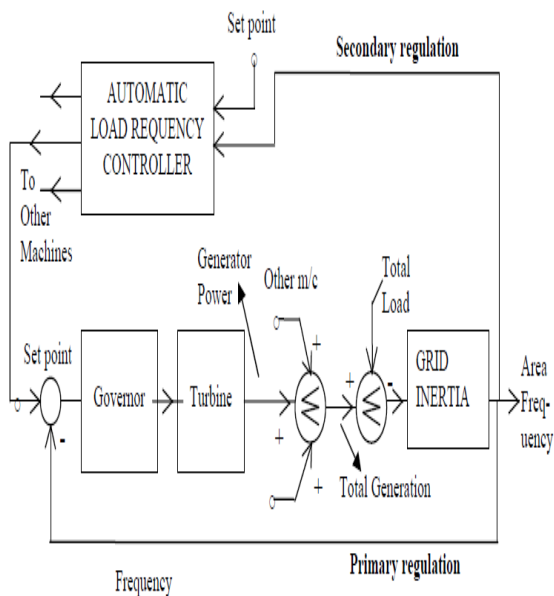 Set point
Secondary regulation
AUTOMATIC
LOAD REQUENCY
CONTROLLER
To
Other
Machines
Generator
Power
Other m/c
Total
Load
Set point
Governor
Turbine
GRID
INERTIA
Area
Freq-
uency
+
+
+
+
-
-
Total Generation
Primary regulation
Frequency